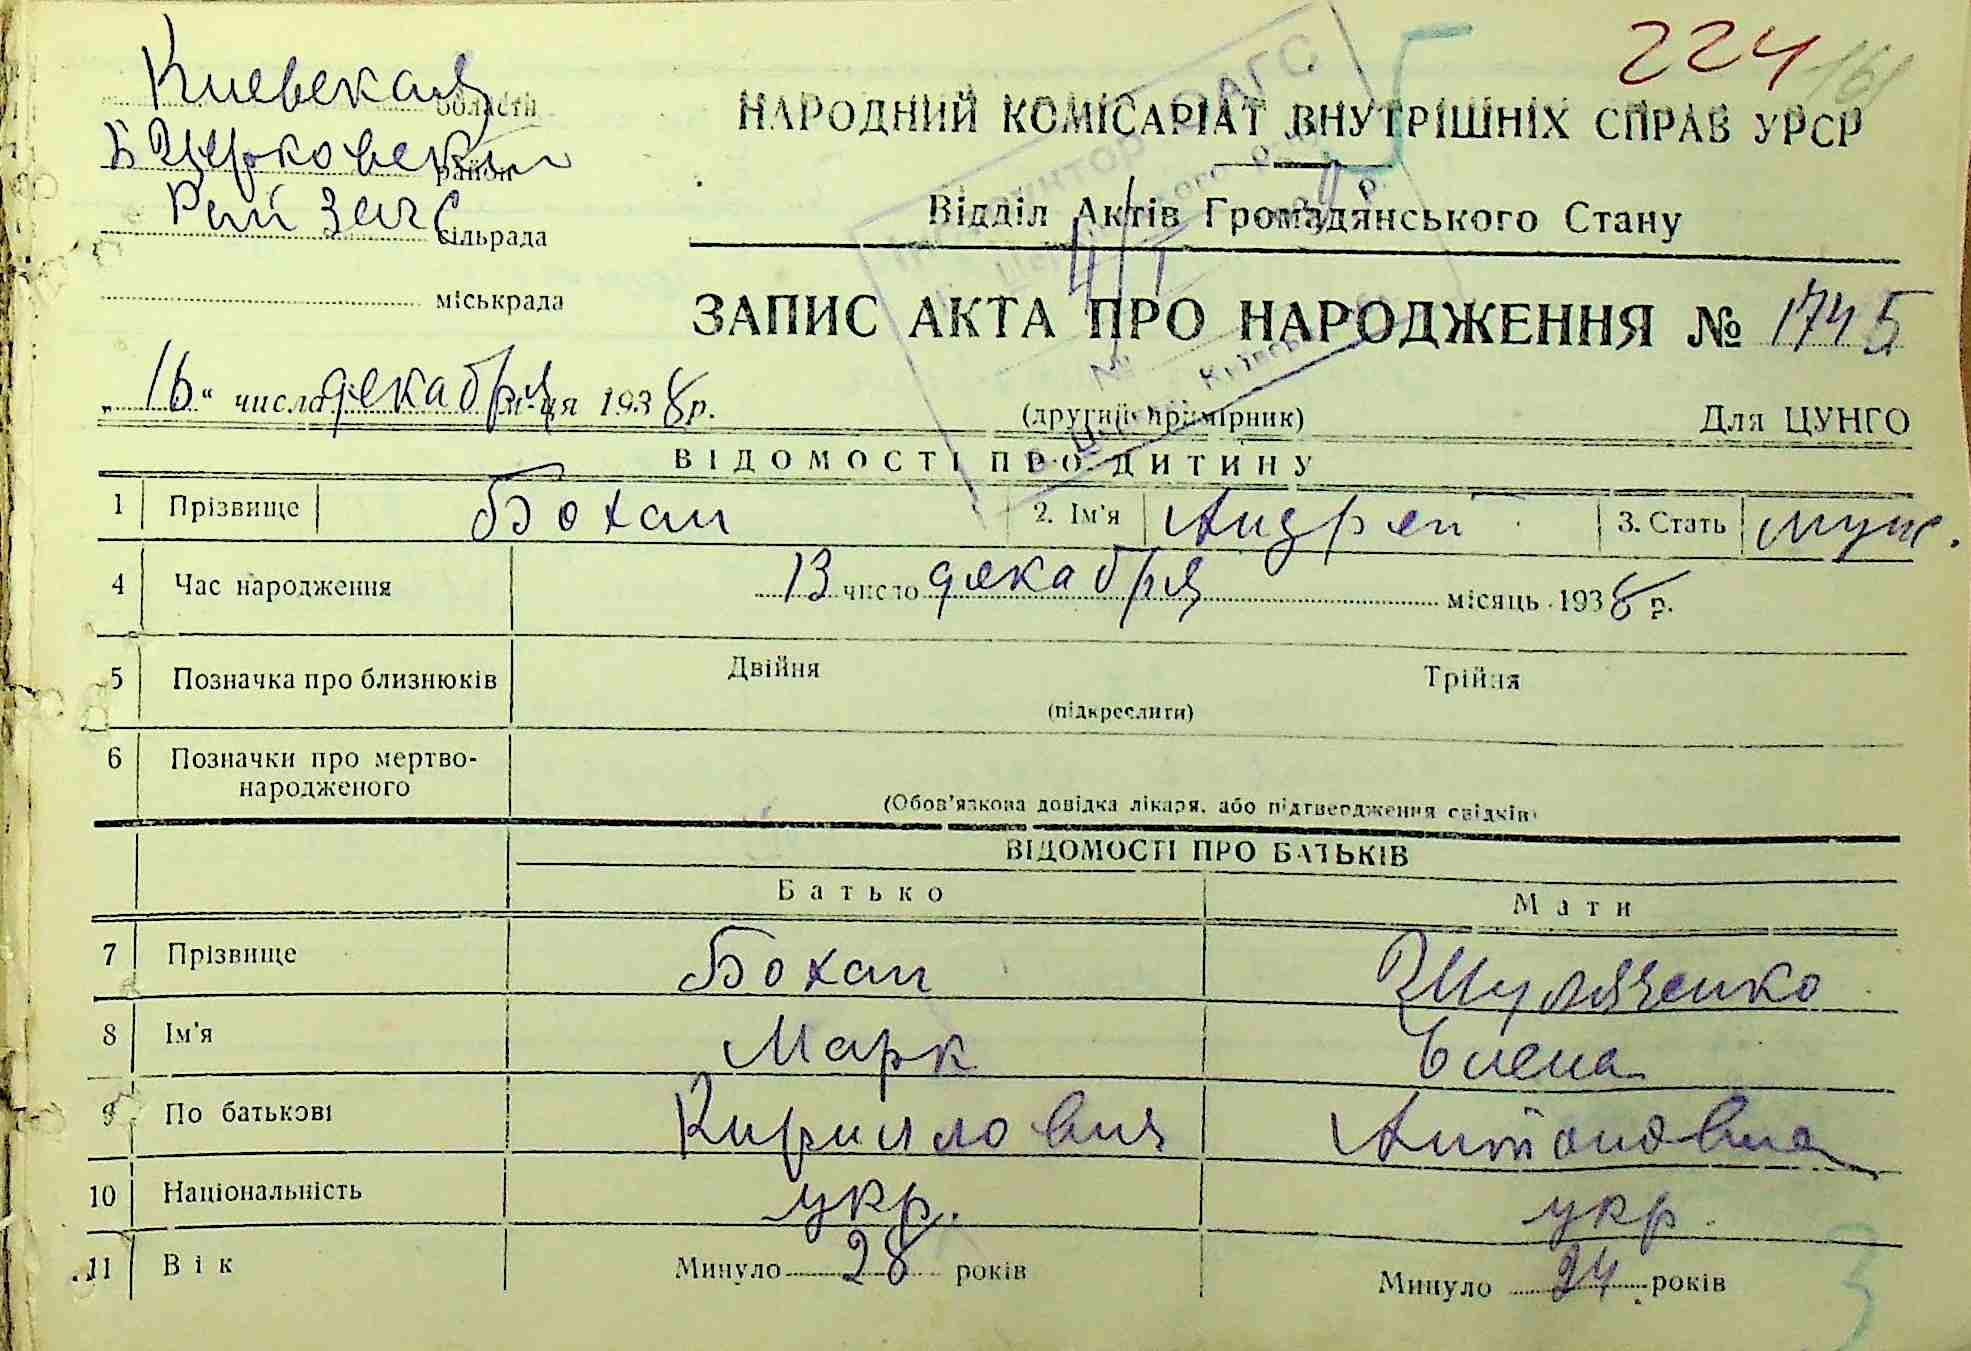 224
Киевская області
НАРОДНИЙ КОМІСАРІАТ ВНУТРІШНІХ СПРАВ УРСР
Б Церковский район
Рай Загс сільрада
Відділ Актів Громадянського Стану
міськрада
ЗАПИС АКТА ПРО НАРОДЖЕННЯ № 1745
„16“ числа декабря м-ця 1938 р.
(другий примірник)
Для ЦУНГО
ВІДОМОСТІ ПРО ДИТИНУ
1 Прізвище Бохан 2. Ім'я Андрей 3. Стать муж.
4 Час народження 13 число декабря місяць 1938 р.
5 Позначка про близнюків Двійня Трійня
(підкреслити)
6 Позначки про мертво-
народженого
(Обов'язкова довідка лікаря, або підтвердження свідків)
ВІДОМОСТІ ПРО БАТЬКІВ
Батько Мати
7 Прізвище Бохан Шуляченко
8 Ім'я Марк Елена
9 По батькові Кириллович Антоновна
10 Національність укр. укр.
11 Вік Минуло 28 років Минуло 24 років